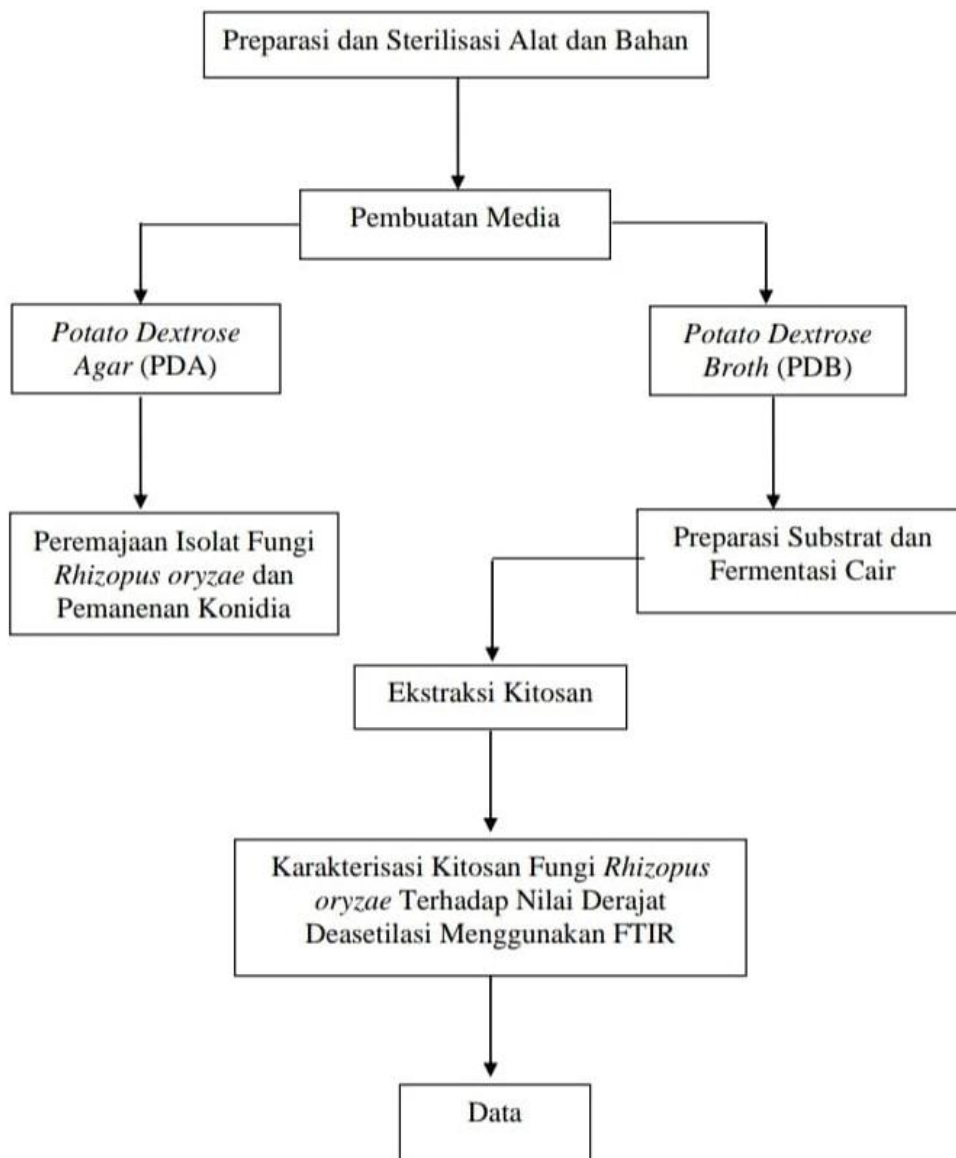 Preparasi dan Sterilisasi Alat dan Bahan
Pembuatan Media
Potato Dextrose
Agar (PDA)
Potato Dextrose
Broth (PDB)
Peremajaan Isolat Fungi
Rhizopus oryzae dan
Pemanenan Konidia
Preparasi Substrat dan
Fermentasi Cair
Ekstraksi Kitosan
Karakterisasi Kitosan Fungi Rhizopus
oryzae Terhadap Nilai Derajat
Deasetilasi Menggunakan FTIR
Data